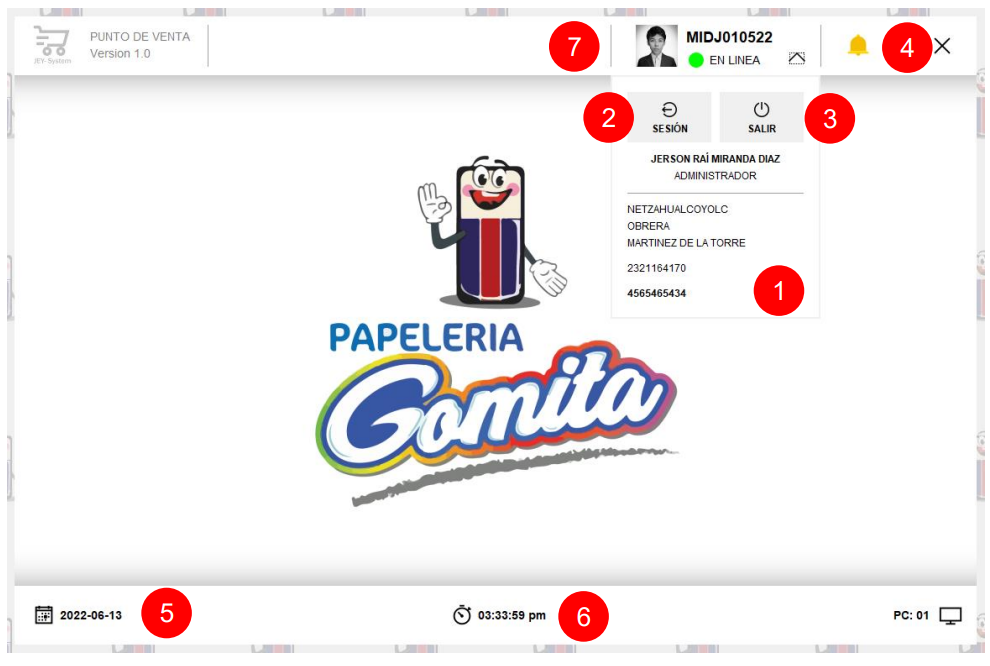 PUNTO DE VENTA
Version 1.0
JEY- System
7
MIDJ010522
EN LINEA
4
2
SESIÓN
SALIR
3
JERSON RAÍ MIRANDA DIAZ
ADMINISTRADOR
NETZAHUALCOYOLC
OBRERA
MARTINEZ DE LA TORRE
2321164170
4565465434
1
PAPELERIA
Gomita
2022-06-13
5
03:33:59 pm
6
PC: 01